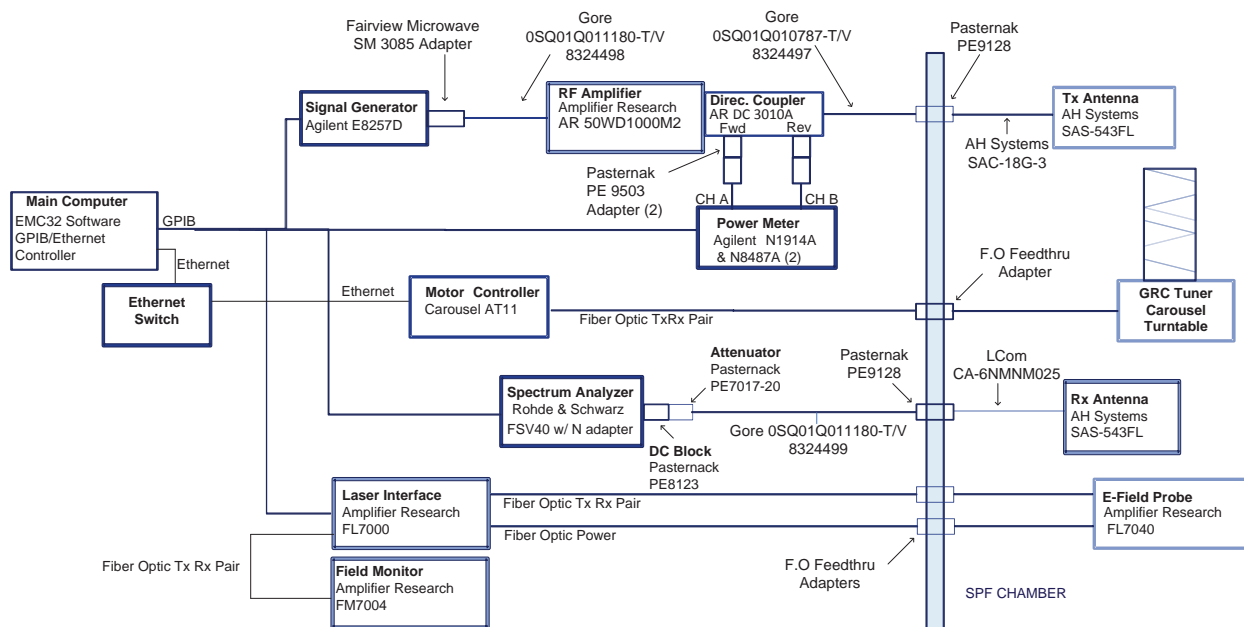 Fairview Microwave
SM 3085 Adapter
Gore
0SQ01Q011180-T/V
8324498
Gore
0SQ01Q010787-T/V
8324497
Pasternak
PE9128
Signal Generator
Agilent E8257D
RF Amplifier
Amplifier Research
AR 50WD1000M2
Direc. Coupler
AR DC 3010A
Fwd
Rev
Tx Antenna
AH Systems
SAS-543FL
AH Systems
SAC-18G-3
Pasternak
PE 9503
Adapter (2)
CH A
CH B
Main Computer
EMC32 Software
GPIB/Ethernet
Controller
GPIB
Power Meter
Agilent N1914A
& N8487A (2)
Ethernet
F.O Feedthru
Adapter
Ethernet
Switch
Ethernet
Motor Controller
Carousel AT11
Fiber Optic TxRx Pair
GRC Tuner
Carousel
Turntable
Attenuator
Pasternack
PE7017-20
Pasternak
PE9128
LCom
CA-6NMNM025
Spectrum Analyzer
Rohde & Schwarz
FSV40 w/ N adapter
Rx Antenna
AH Systems
SAS-543FL
Gore 0SQ01Q011180-T/V
8324499
DC Block
Pasternack
PE8123
Laser Interface
Amplifier Research
FL7000
Fiber Optic Tx Rx Pair
Fiber Optic Power
E-Field Probe
Amplifier Research
FL7040
Fiber Optic Tx Rx Pair
Field Monitor
Amplifier Research
FM7004
F.O Feedthru
Adapters
SPF CHAMBER